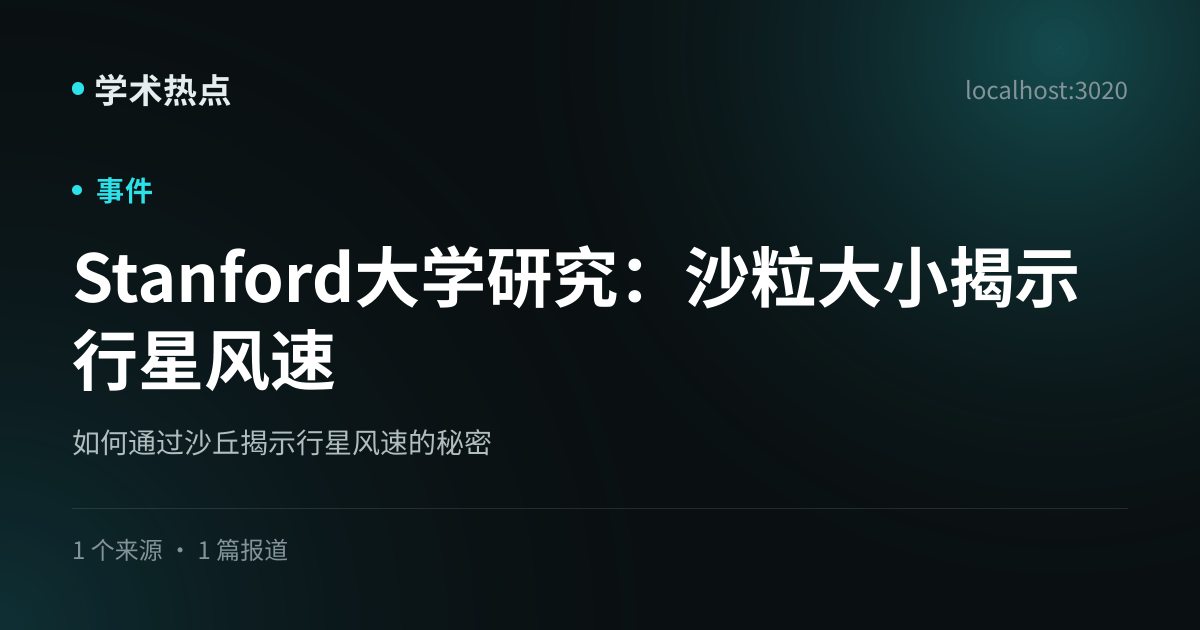 学术热点
localhost:3020
事件
Stanford大学研究：沙粒大小揭示
行星风速
如何通过沙丘揭示行星风速的秘密
1 个来源 · 1 篇报道